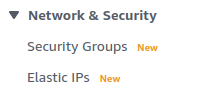 Network & Security
Security Groups New
Elastic IPs New